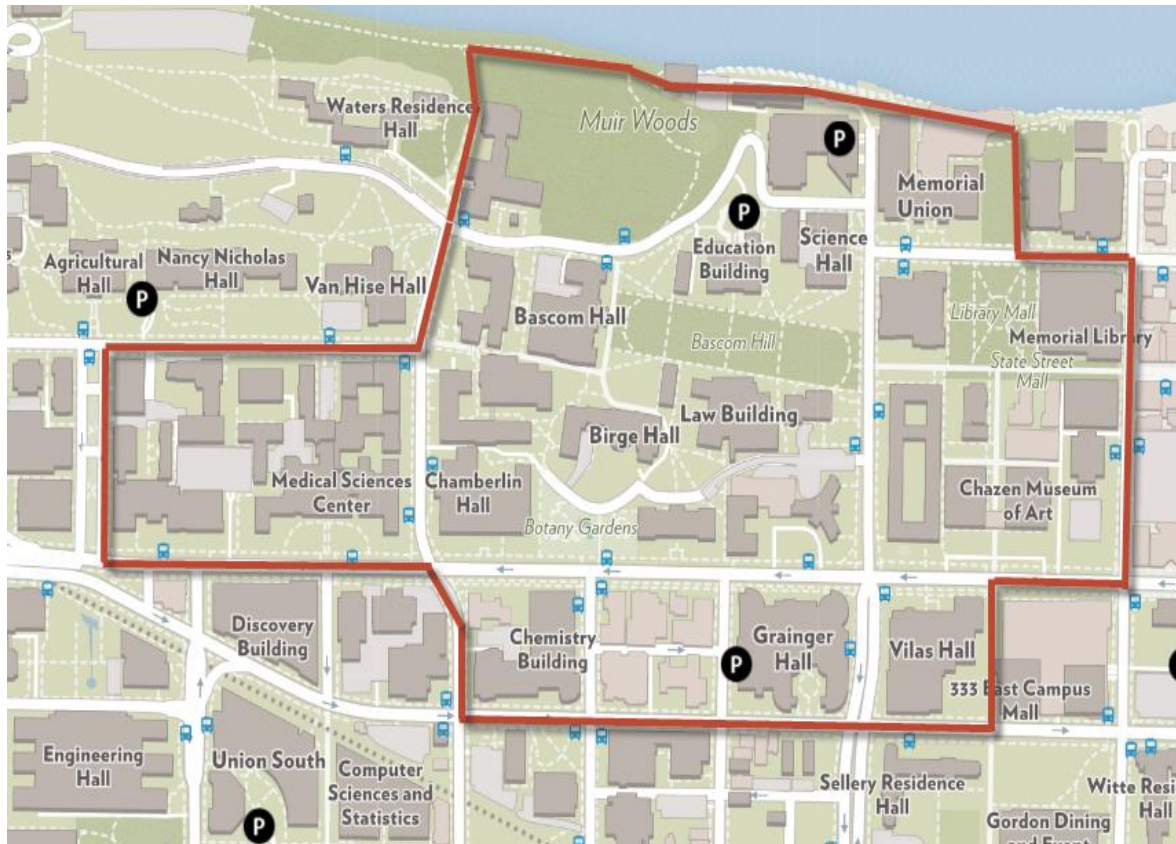 Waters Residence
Hall
Muir Woods
P
Memorial
Union
P
Education
Building
Science
Hall
Agricultural
Hall
Nancy Nicholas
Hall
P
Van Hise Hall
Bascom Hall
Bascom Hill
Library Mall
Memorial Library
State Street
Mall
Law Building
Birge Hall
Medical Sciences
Center
Chamberlin
Hall
Botany Gardens
Chazen Museum
of Art
Discovery
Building
Chemistry
Building
Grainger
Hall
P
Vilas Hall
333 East Campus
Mall
Engineering
Hall
Union South
P
Computer
Sciences and
Statistics
Sellery Residence
Hall
Witte Resi
Hall
Gordon Dining
and Event